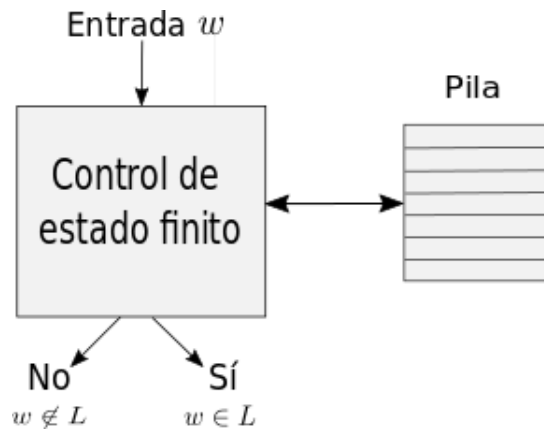 Entrada w
Pila
Control de
estado finito
No
Sí
w ∉ L
w ∈ L